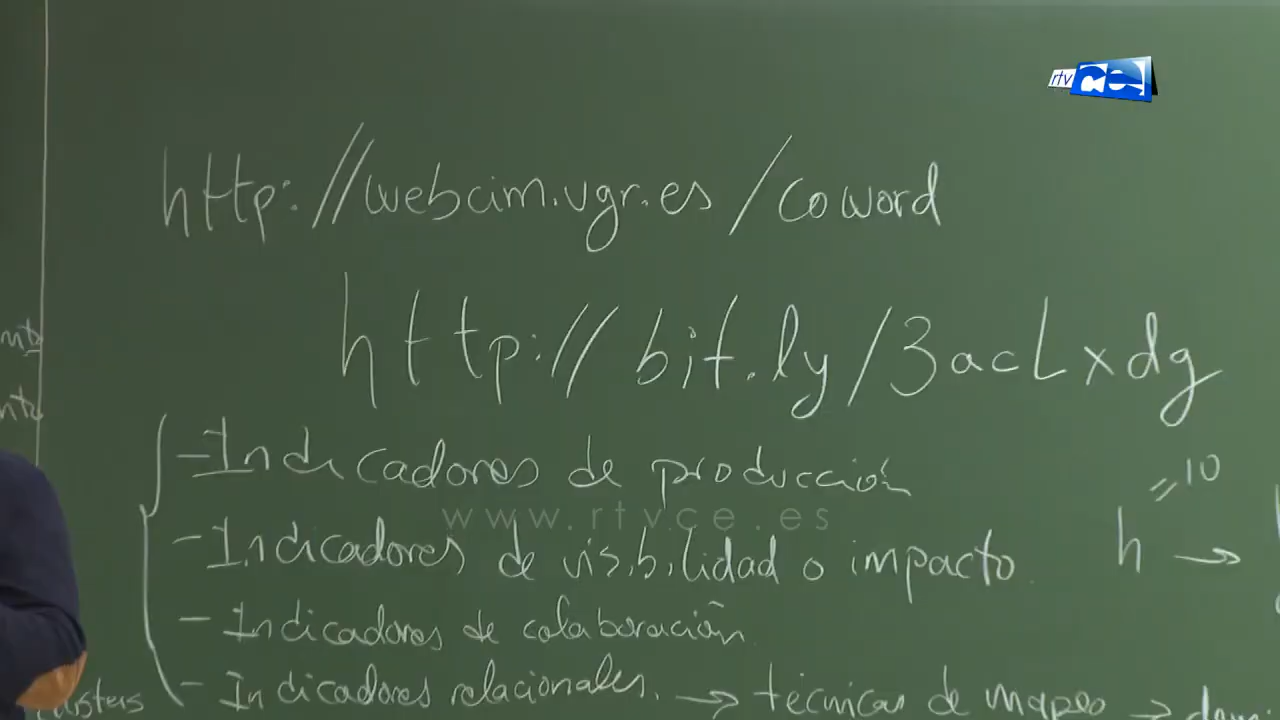 rtv ce
http://webcim.ugr.es/coword
http://bit.ly/3acLxdg
- Indicadores de producción
www.rtvce.es
- Indicadores de visibilidad o impacto
- Indicadores de colaboración
- Indicadores relacionales. → técnicas de mapeo →
= 10
h →